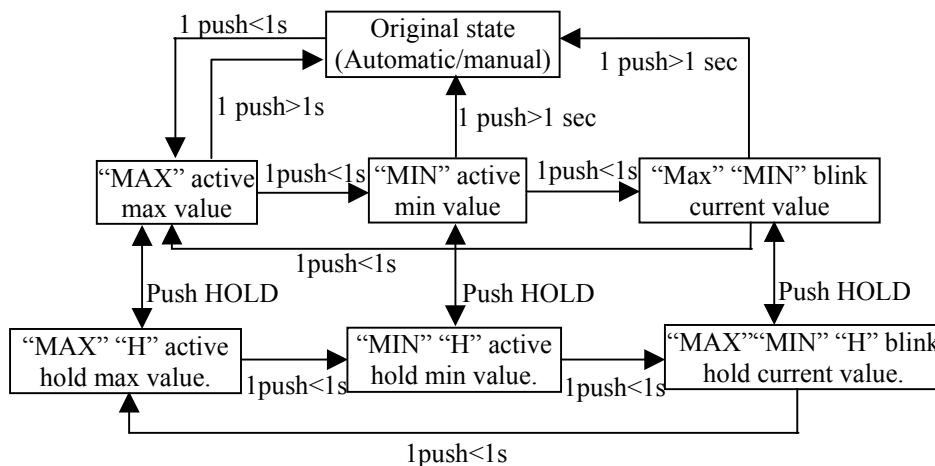 1 push<1s
Original state
(Automatic/manual)
1 push>1 sec
1 push>1s
1 push>1 sec
“MAX” active
max value
1push<1s
“MIN” active
min value
1push<1s
“Max” “MIN” blink
current value
1push<1s
Push HOLD
Push HOLD
Push HOLD
“MAX” “H” active
hold max value.
1push<1s
“MIN” “H” active
hold min value.
1push<1s
“MAX”“MIN” “H” blink
hold current value.
1push<1s